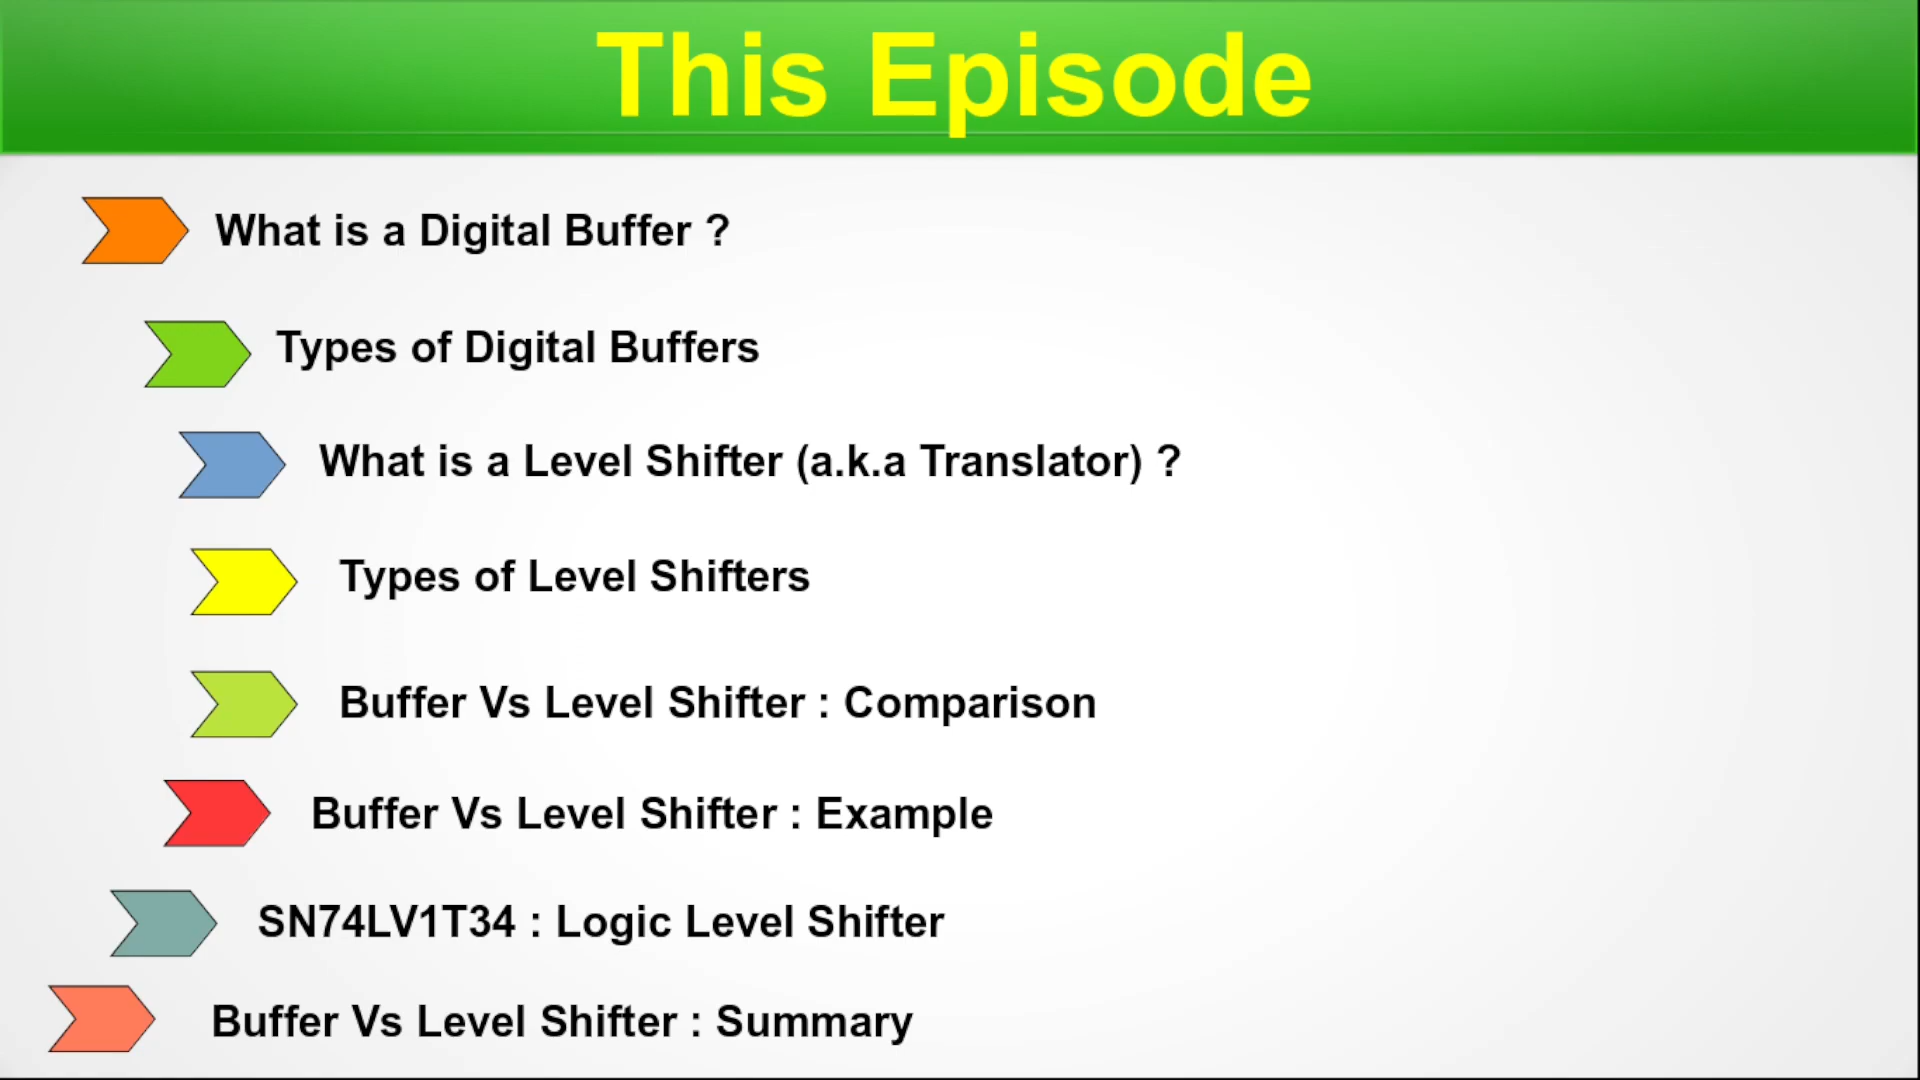 This Episode
What is a Digital Buffer ?
Types of Digital Buffers
What is a Level Shifter (a.k.a Translator) ?
Types of Level Shifters
Buffer Vs Level Shifter : Comparison
Buffer Vs Level Shifter : Example
SN74LV1T34 : Logic Level Shifter
Buffer Vs Level Shifter : Summary